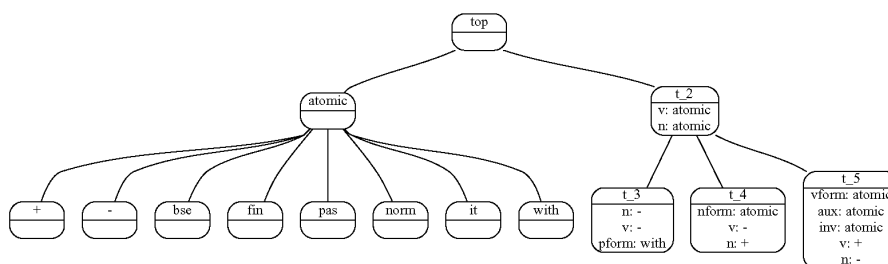 top
atomic
t_2
v: atomic
n: atomic
+
-
bse
fin
pas
norm
it
with
t_3
n: -
v: -
pform: with
t_4
nform: atomic
v: -
n: +
t_5
vform: atomic
aux: atomic
inv: atomic
v: +
n: -